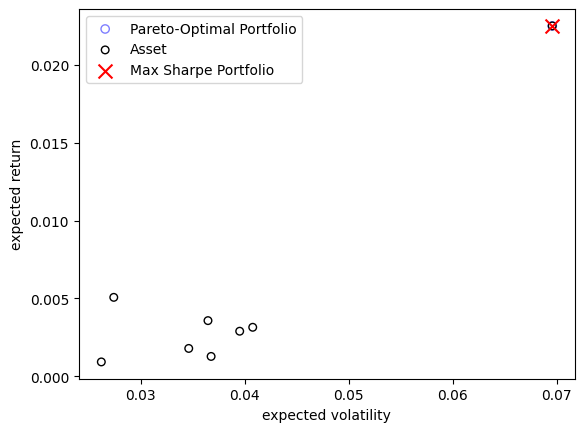 Pareto-Optimal Portfolio
Asset
Max Sharpe Portfolio
0.020
0.015
0.010
0.005
0.000
expected return
0.03 0.04 0.05 0.06 0.07
expected volatility